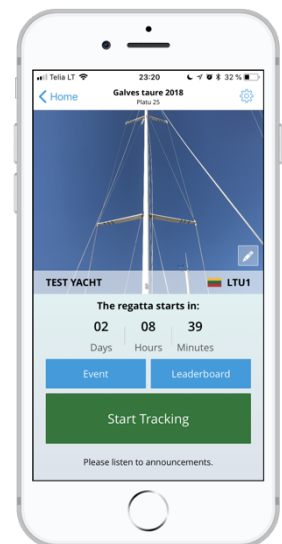 Telia LT 23:20 32 %
Home Galves taure 2018
Platu 25
TEST YACHT LTU1
The regatta starts in:
02 08 39
Days Hours Minutes
Event Leaderboard
Start Tracking
Please listen to announcements.